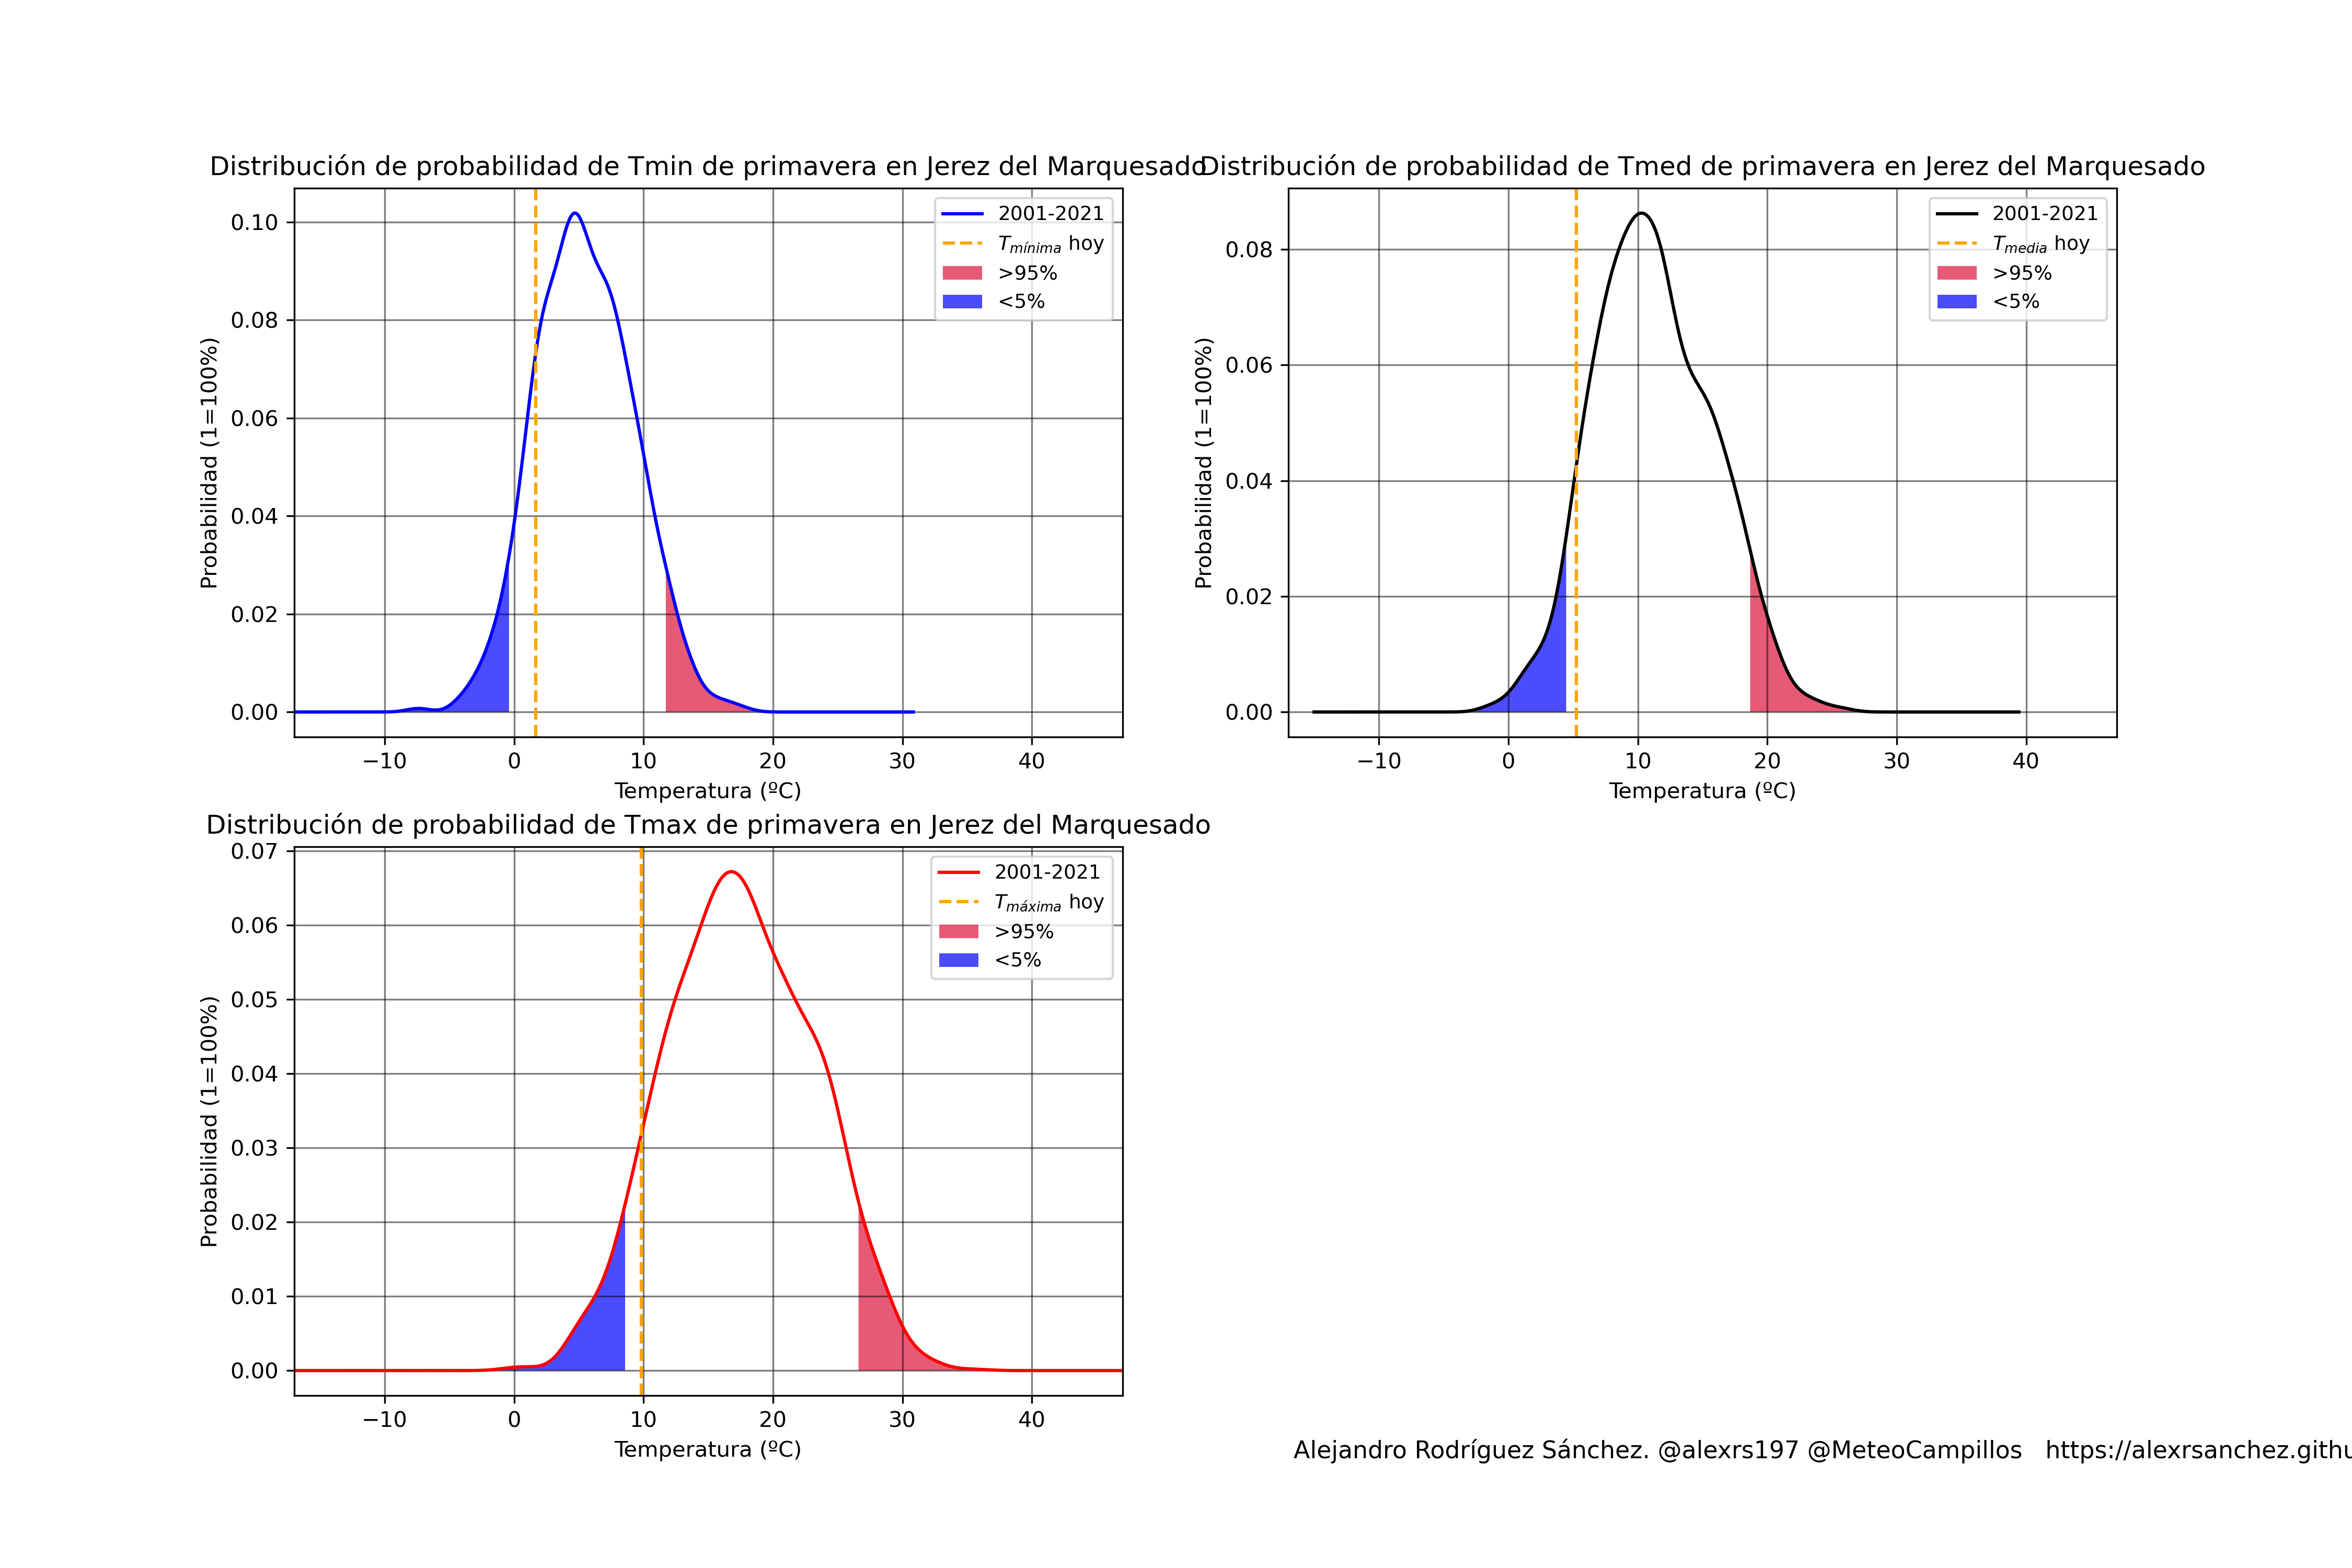 Distribución de probabilidad de Tmin de primavera en Jerez del Marquesado
Probabilidad (1=100%)
0.10
0.08
0.06
0.04
0.02
0.00
2001-2021
Tmínima hoy
>95%
<5%
−10 0 10 20 30 40
Temperatura (ºC)
Distribución de probabilidad de Tmed de primavera en Jerez del Marquesado
Probabilidad (1=100%)
0.08
0.06
0.04
0.02
0.00
2001-2021
Tmedia hoy
>95%
<5%
−10 0 10 20 30 40
Temperatura (ºC)
Distribución de probabilidad de Tmax de primavera en Jerez del Marquesado
Probabilidad (1=100%)
0.07
0.06
0.05
0.04
0.03
0.02
0.01
0.00
2001-2021
Tmáxima hoy
>95%
<5%
−10 0 10 20 30 40
Temperatura (ºC)
Alejandro Rodríguez Sánchez. @alexrs197 @MeteoCampillos https://alexrsanchez.githu